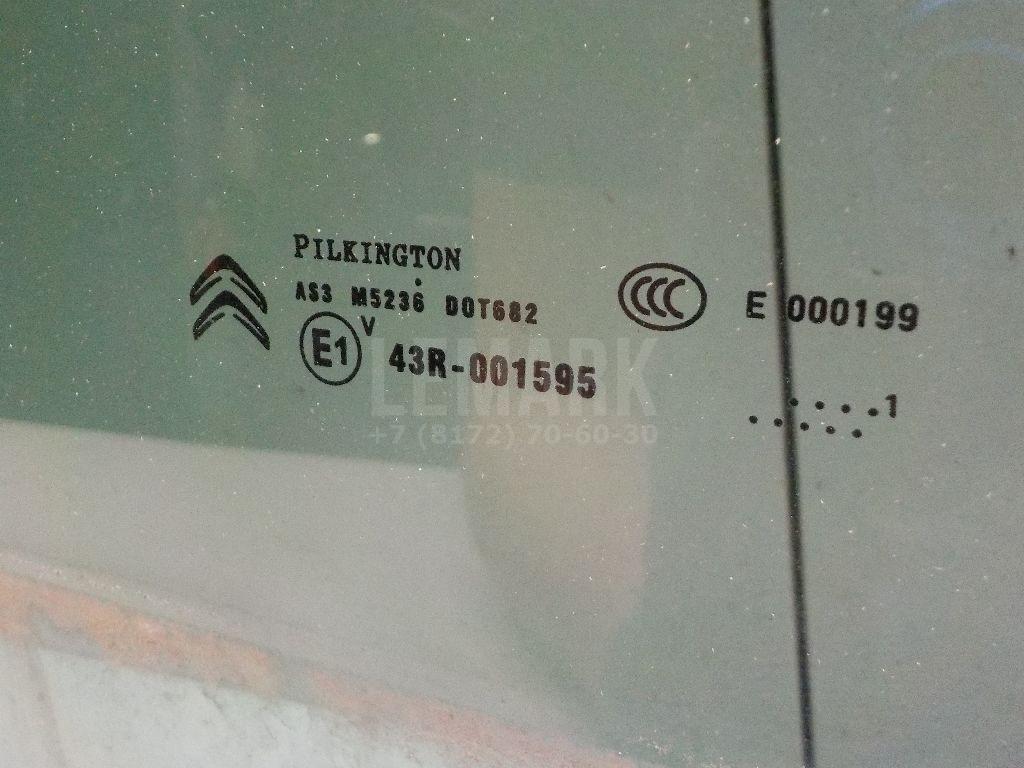 PILKINGTON
AS3 M5236 DOT682
E1 V 43R-001595
CCC E 000199
1
LEMARK
+7 (8172) 70-60-30